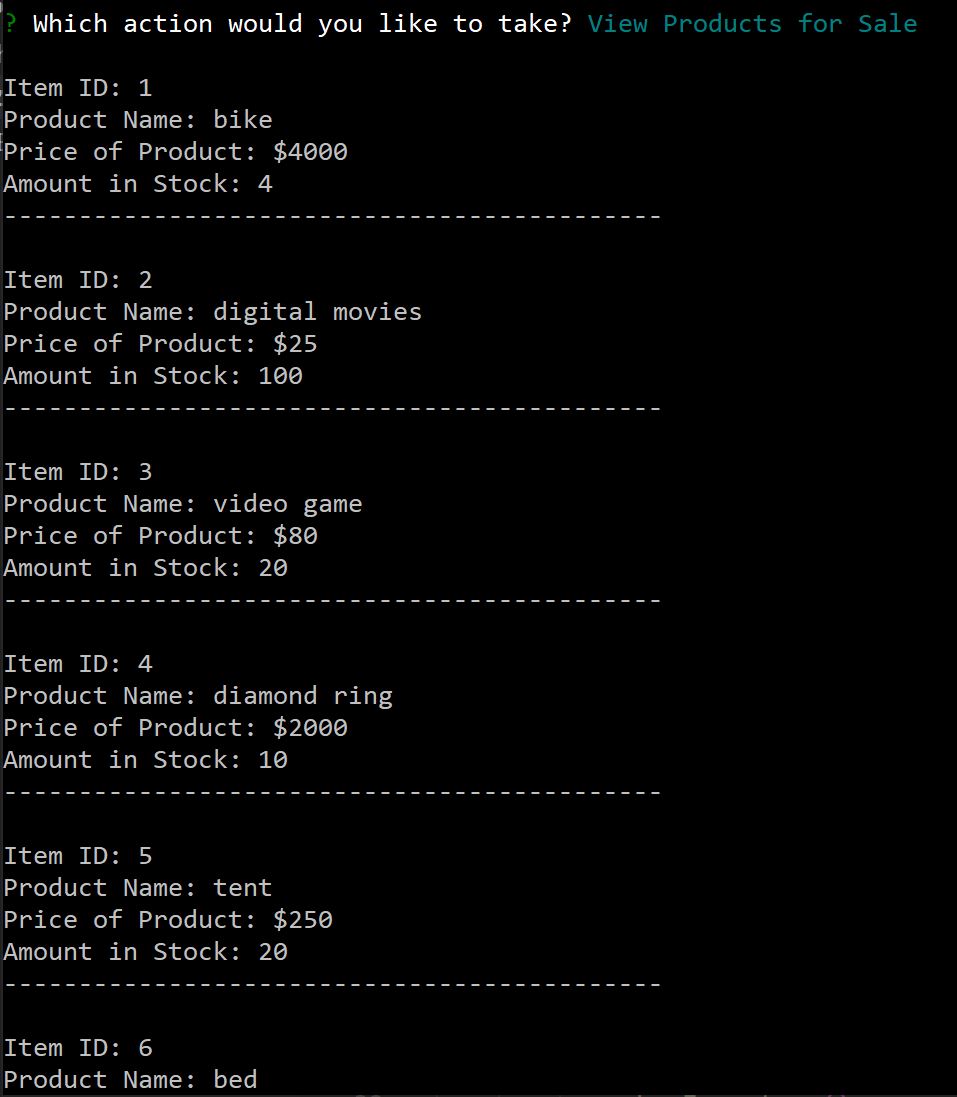 ? Which action would you like to take? View Products for Sale
Item ID: 1
Product Name: bike
Price of Product: $4000
Amount in Stock: 4
--------------------------------------------
Item ID: 2
Product Name: digital movies
Price of Product: $25
Amount in Stock: 100
--------------------------------------------
Item ID: 3
Product Name: video game
Price of Product: $80
Amount in Stock: 20
--------------------------------------------
Item ID: 4
Product Name: diamond ring
Price of Product: $2000
Amount in Stock: 10
--------------------------------------------
Item ID: 5
Product Name: tent
Price of Product: $250
Amount in Stock: 20
--------------------------------------------
Item ID: 6
Product Name: bed